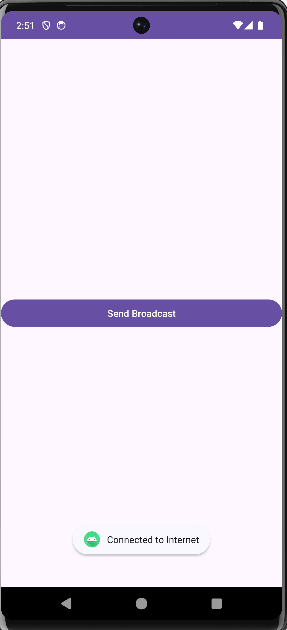 2:51
Send Broadcast
Connected to Internet